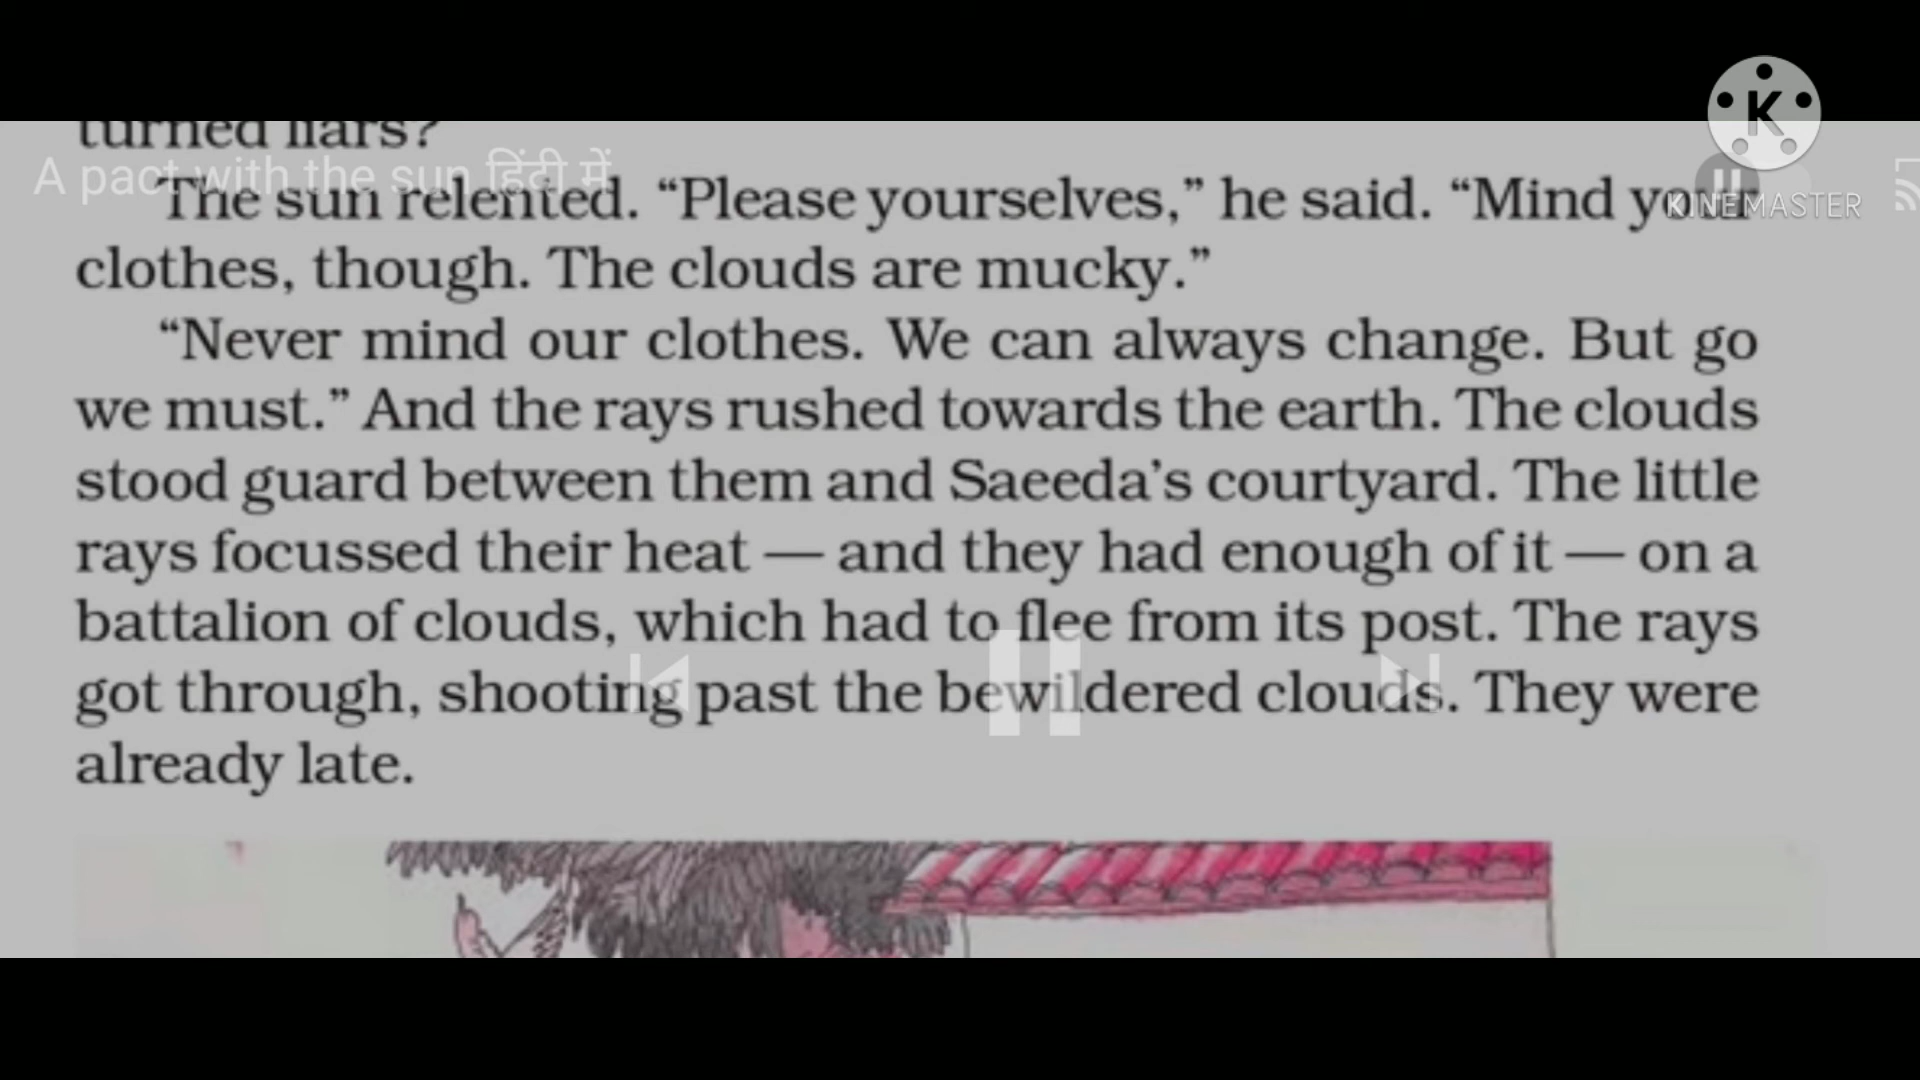 turned liars?
A pact with the sun हिंदी में
The sun relented. “Please yourselves,” he said. “Mind your
KINEMASTER
clothes, though. The clouds are mucky.”
“Never mind our clothes. We can always change. But go
we must.” And the rays rushed towards the earth. The clouds
stood guard between them and Saeeda’s courtyard. The little
rays focussed their heat — and they had enough of it — on a
battalion of clouds, which had to flee from its post. The rays
got through, shooting past the bewildered clouds. They were
already late.